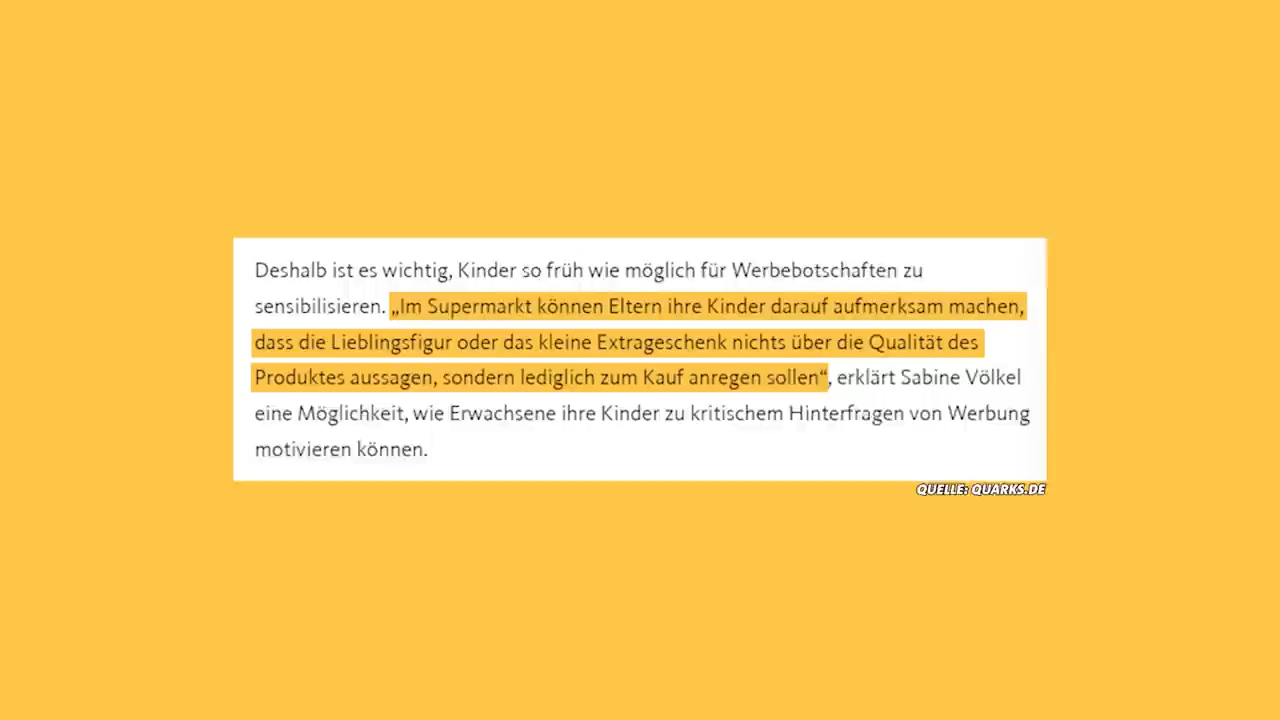 Deshalb ist es wichtig, Kinder so früh wie möglich für Werbebotschaften zu
sensibilisieren. „Im Supermarkt können Eltern ihre Kinder darauf aufmerksam machen,
dass die Lieblingsfigur oder das kleine Extrageschenk nichts über die Qualität des
Produktes aussagen, sondern lediglich zum Kauf anregen sollen“, erklärt Sabine Völkel
eine Möglichkeit, wie Erwachsene ihre Kinder zu kritischem Hinterfragen von Werbung
motivieren können.
QUELLE: QUARKS.DE